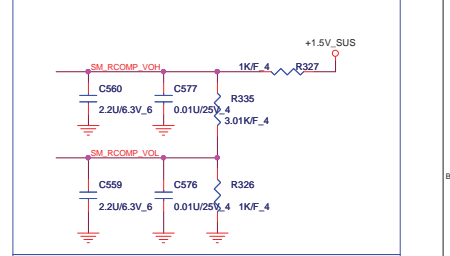 +1.5V_SUS
SM_RCOMP_VOH
1K/F_4
R327
C560
C577
R335
2.2U/6.3V_6
0.01U/25V_4
3.01K/F_4
SM_RCOMP_VOL
C559
C576
R326
2.2U/6.3V_6
0.01U/25V_4
1K/F_4
B